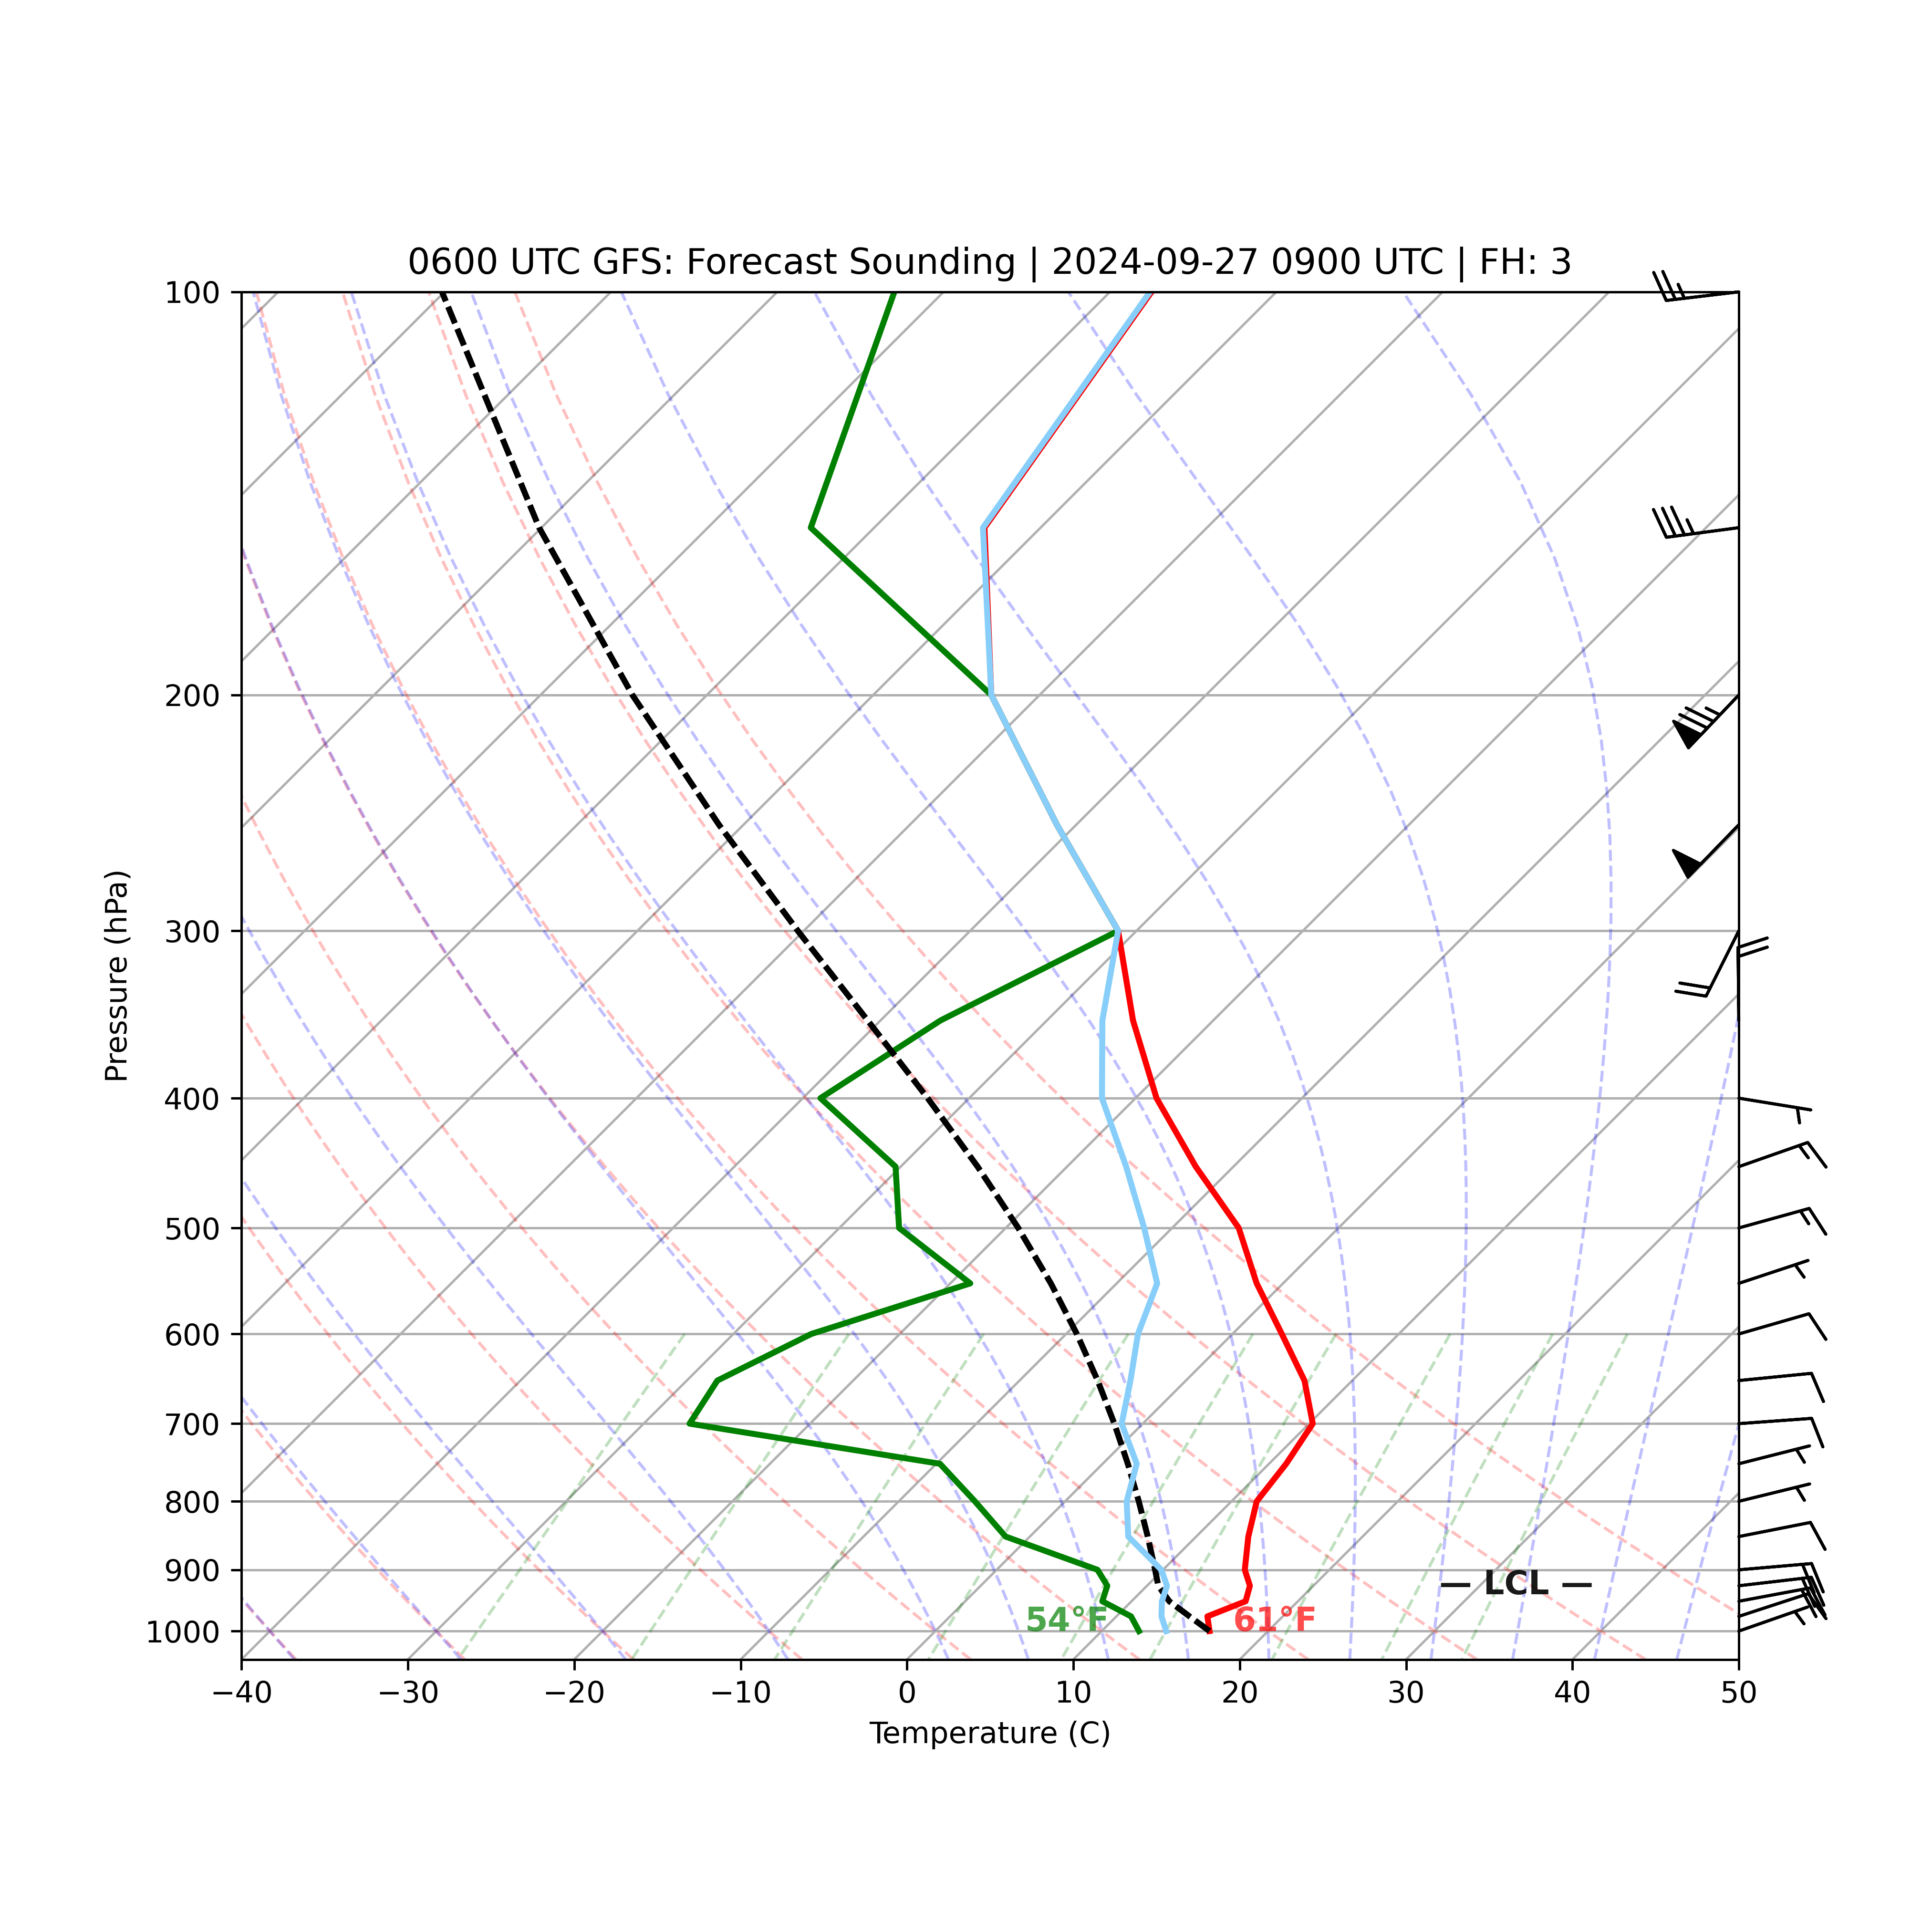 0600 UTC GFS: Forecast Sounding | 2024-09-27 0900 UTC | FH: 3
100
200
300
400
500
600
700
800
900
1000
Pressure (hPa)
— LCL —
54°F
61°F
−40 −30 −20 −10 0 10 20 30 40 50
Temperature (C)